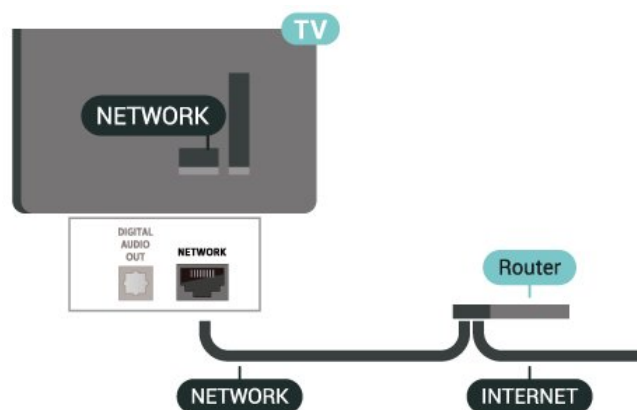 TV
NETWORK
DIGITAL
AUDIO
OUT
NETWORK
Router
NETWORK
INTERNET